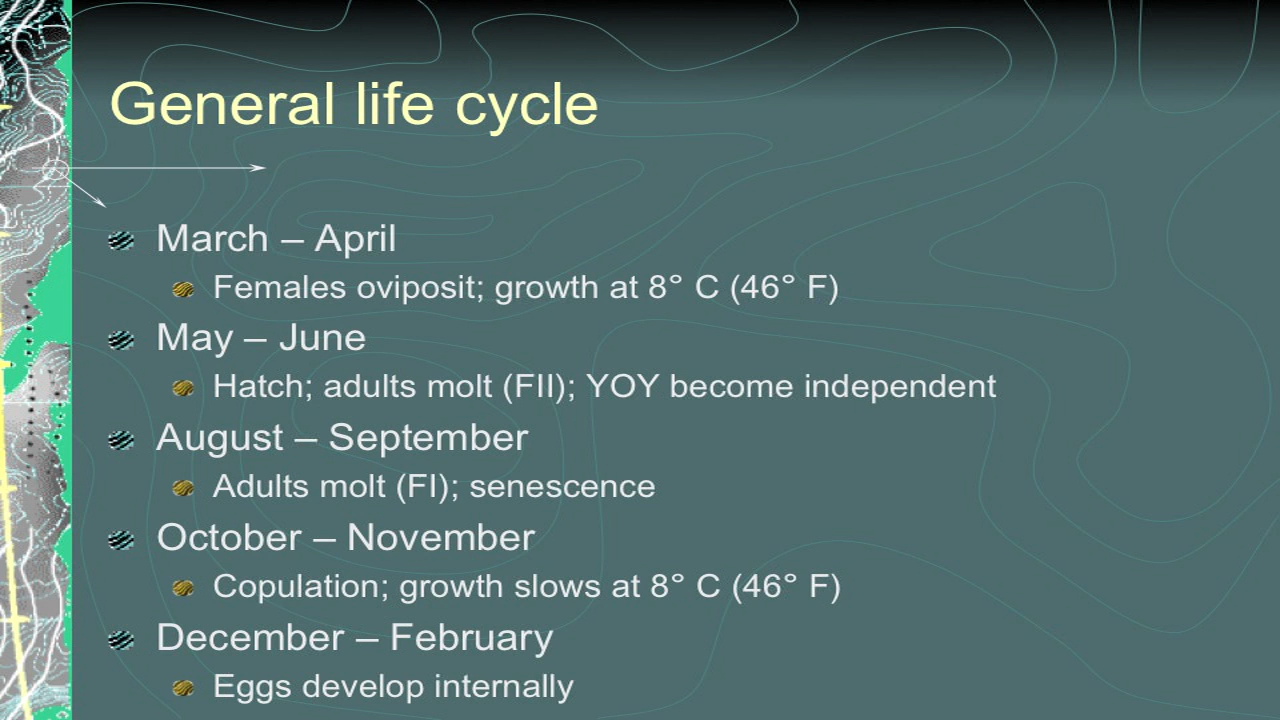 General life cycle
March – April
Females oviposit; growth at 8° C (46° F)
May – June
Hatch; adults molt (FII); YOY become independent
August – September
Adults molt (FI); senescence
October – November
Copulation; growth slows at 8° C (46° F)
December – February
Eggs develop internally